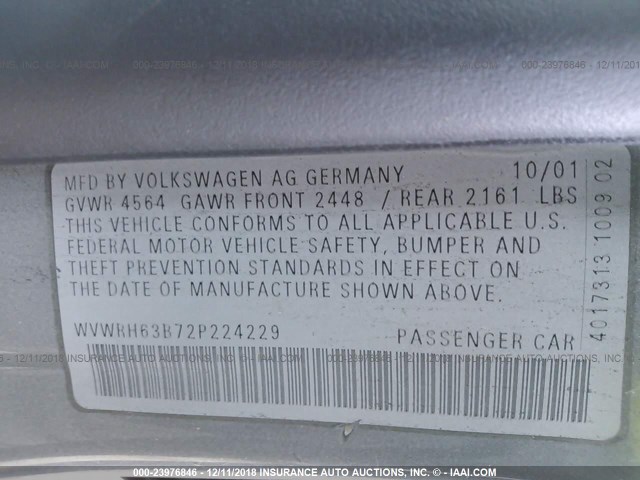 MFD BY VOLKSWAGEN AG GERMANY 10/01
GVWR 4564 GAWR FRONT 2448 / REAR 2161 LBS
THIS VEHICLE CONFORMS TO ALL APPLICABLE U.S.
FEDERAL MOTOR VEHICLE SAFETY, BUMPER AND
THEFT PREVENTION STANDARDS IN EFFECT ON
THE DATE OF MANUFACTURE SHOWN ABOVE.
WVWRH63B72P224229 PASSENGER CAR
4017313 1009 02
000-23976846 - 12/11/2018 INSURANCE AUTO AUCTIONS, INC. - © IAAI.COM